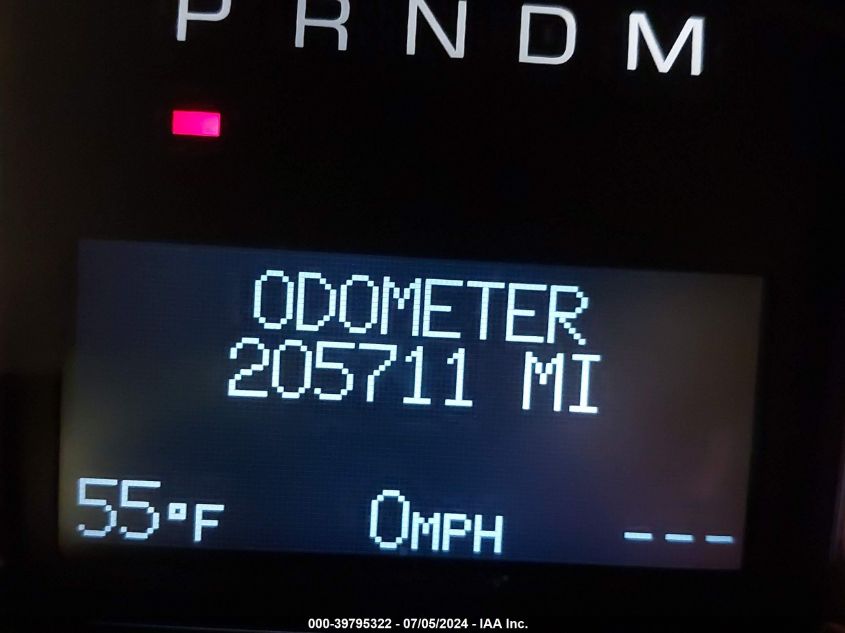 P R N D M
ODOMETER
205711 MI
55°F 0MPH ---
000-39795322 - 07/05/2024 - IAA Inc.